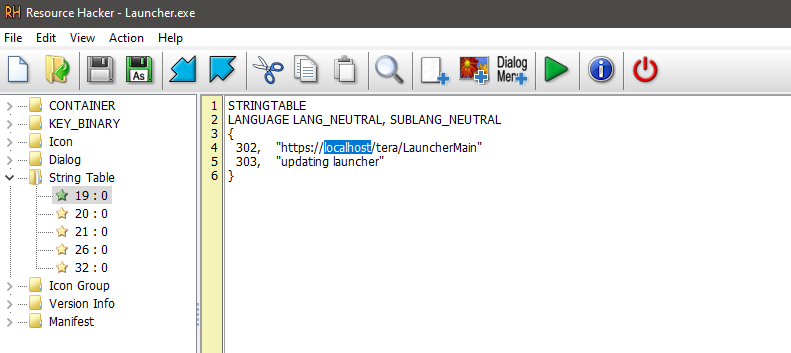 RH Resource Hacker - Launcher.exe
File Edit View Action Help
As
Dialog
Menu
CONTAINER
KEY_BINARY
Icon
Dialog
String Table
19 : 0
20 : 0
21 : 0
26 : 0
32 : 0
Icon Group
Version Info
Manifest
1 STRINGTABLE
2 LANGUAGE LANG_NEUTRAL, SUBLANG_NEUTRAL
3 {
4 302, "https://localhost/tera/LauncherMain"
5 303, "updating launcher"
6 }